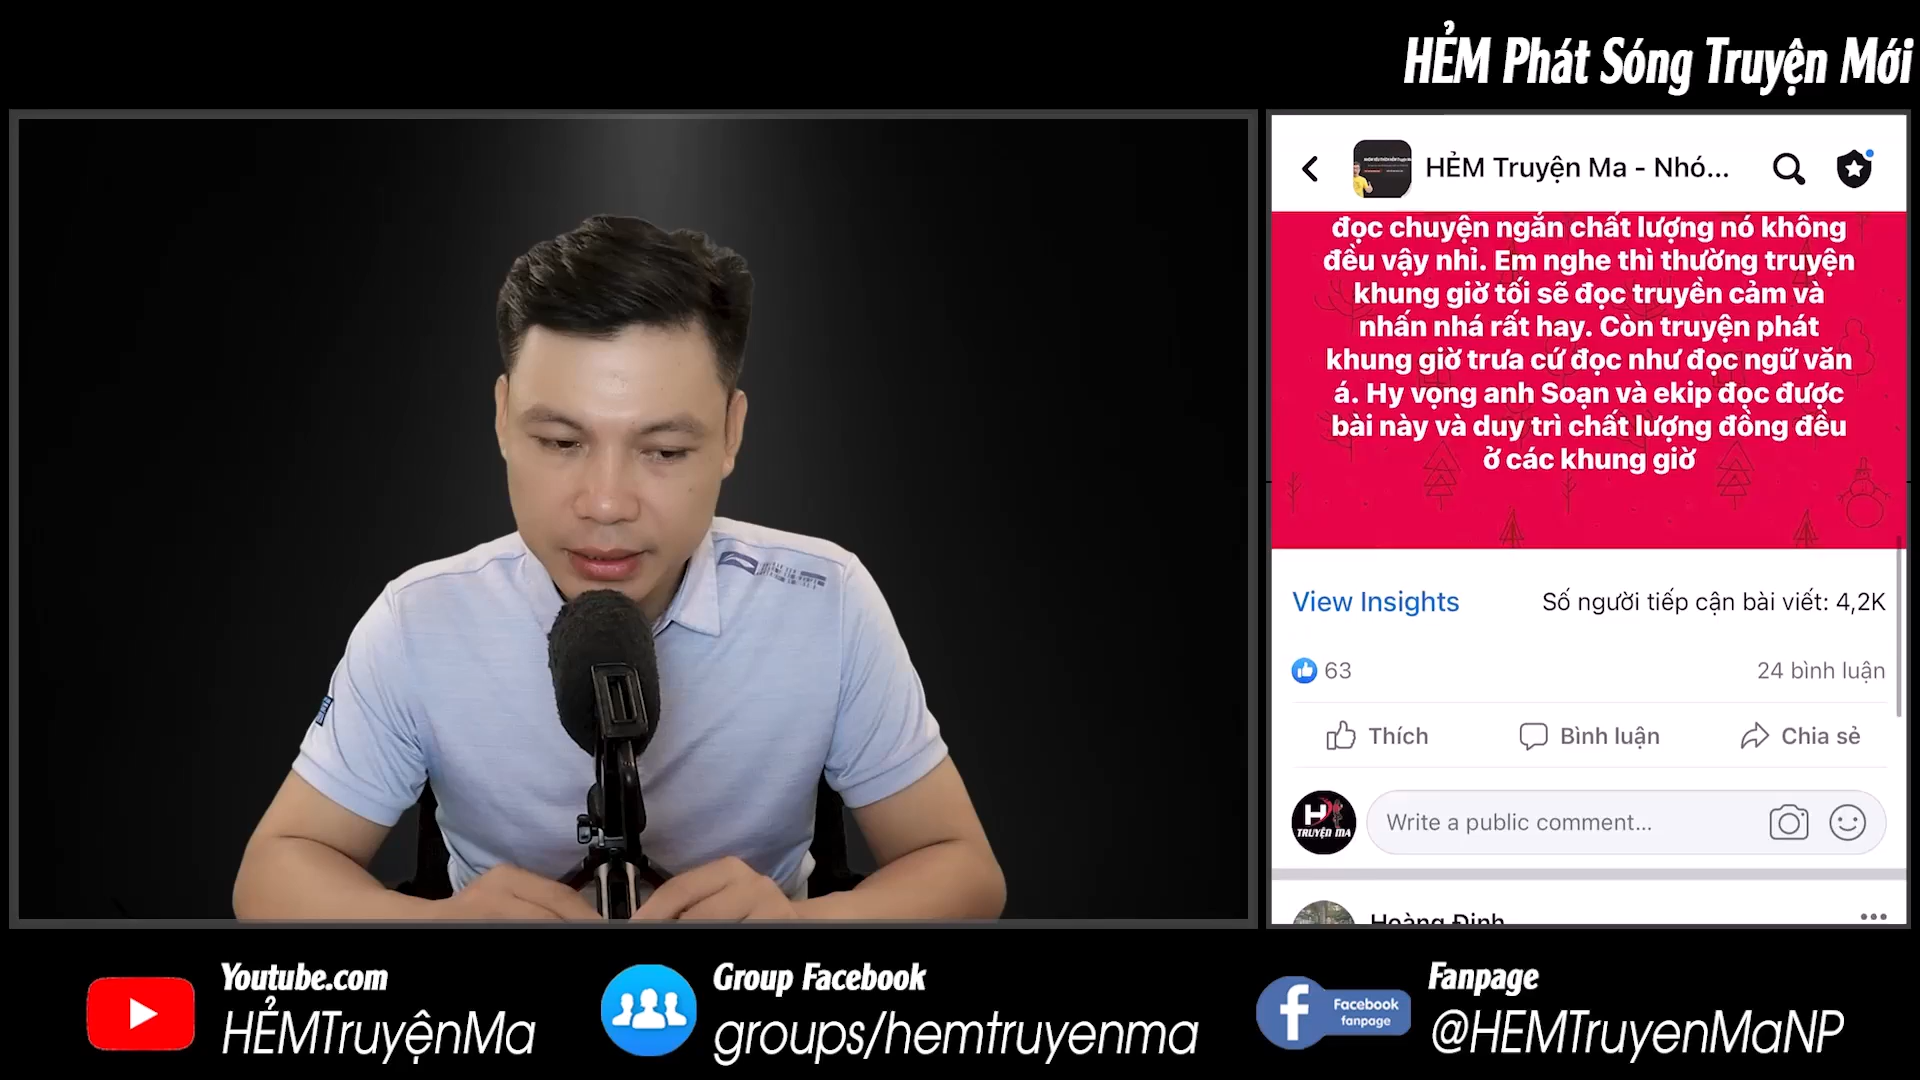 HẺM Phát Sóng Truyện Mới
HẺM Truyện Ma - Nhó...
đọc chuyện ngắn chất lượng nó không
đều vậy nhỉ. Em nghe thì thường truyện
khung giờ tối sẽ đọc truyền cảm và
nhấn nhá rất hay. Còn truyện phát
khung giờ trưa cứ đọc như đọc ngữ văn
á. Hy vọng anh Soạn và ekip đọc được
bài này và duy trì chất lượng đồng đều
ở các khung giờ
View Insights
Số người tiếp cận bài viết: 4,2K
63
24 bình luận
Thích
Bình luận
Chia sẻ
H
TRUYỆN MA
Write a public comment...
Hoàng Định
Youtube.com
HẺMTruyệnMa
Group Facebook
groups/hemtruyenma
Facebook
fanpage
Fanpage
@HEMTruyenMaNP